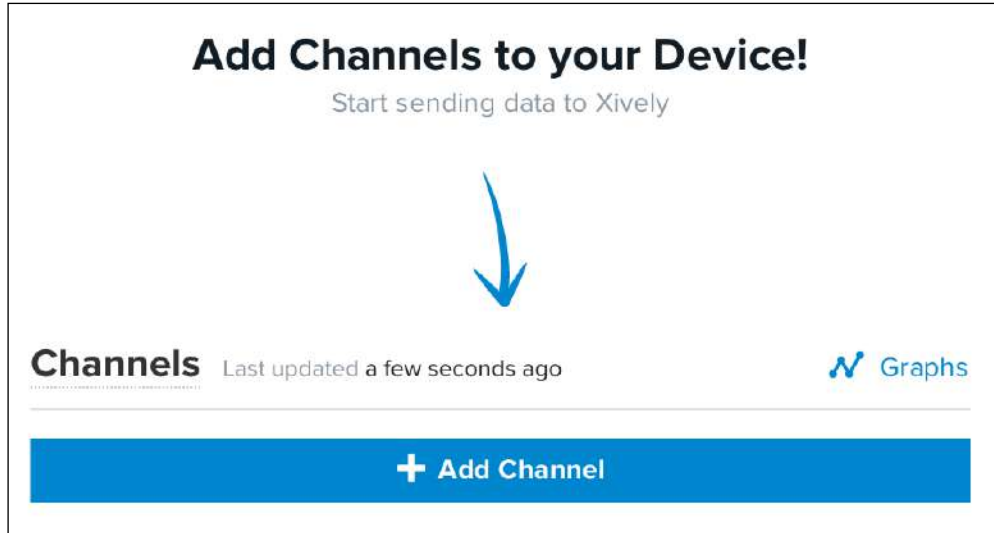 Add Channels to your Device!
Start sending data to Xively
Channels Last updated a few seconds ago Graphs
+ Add Channel